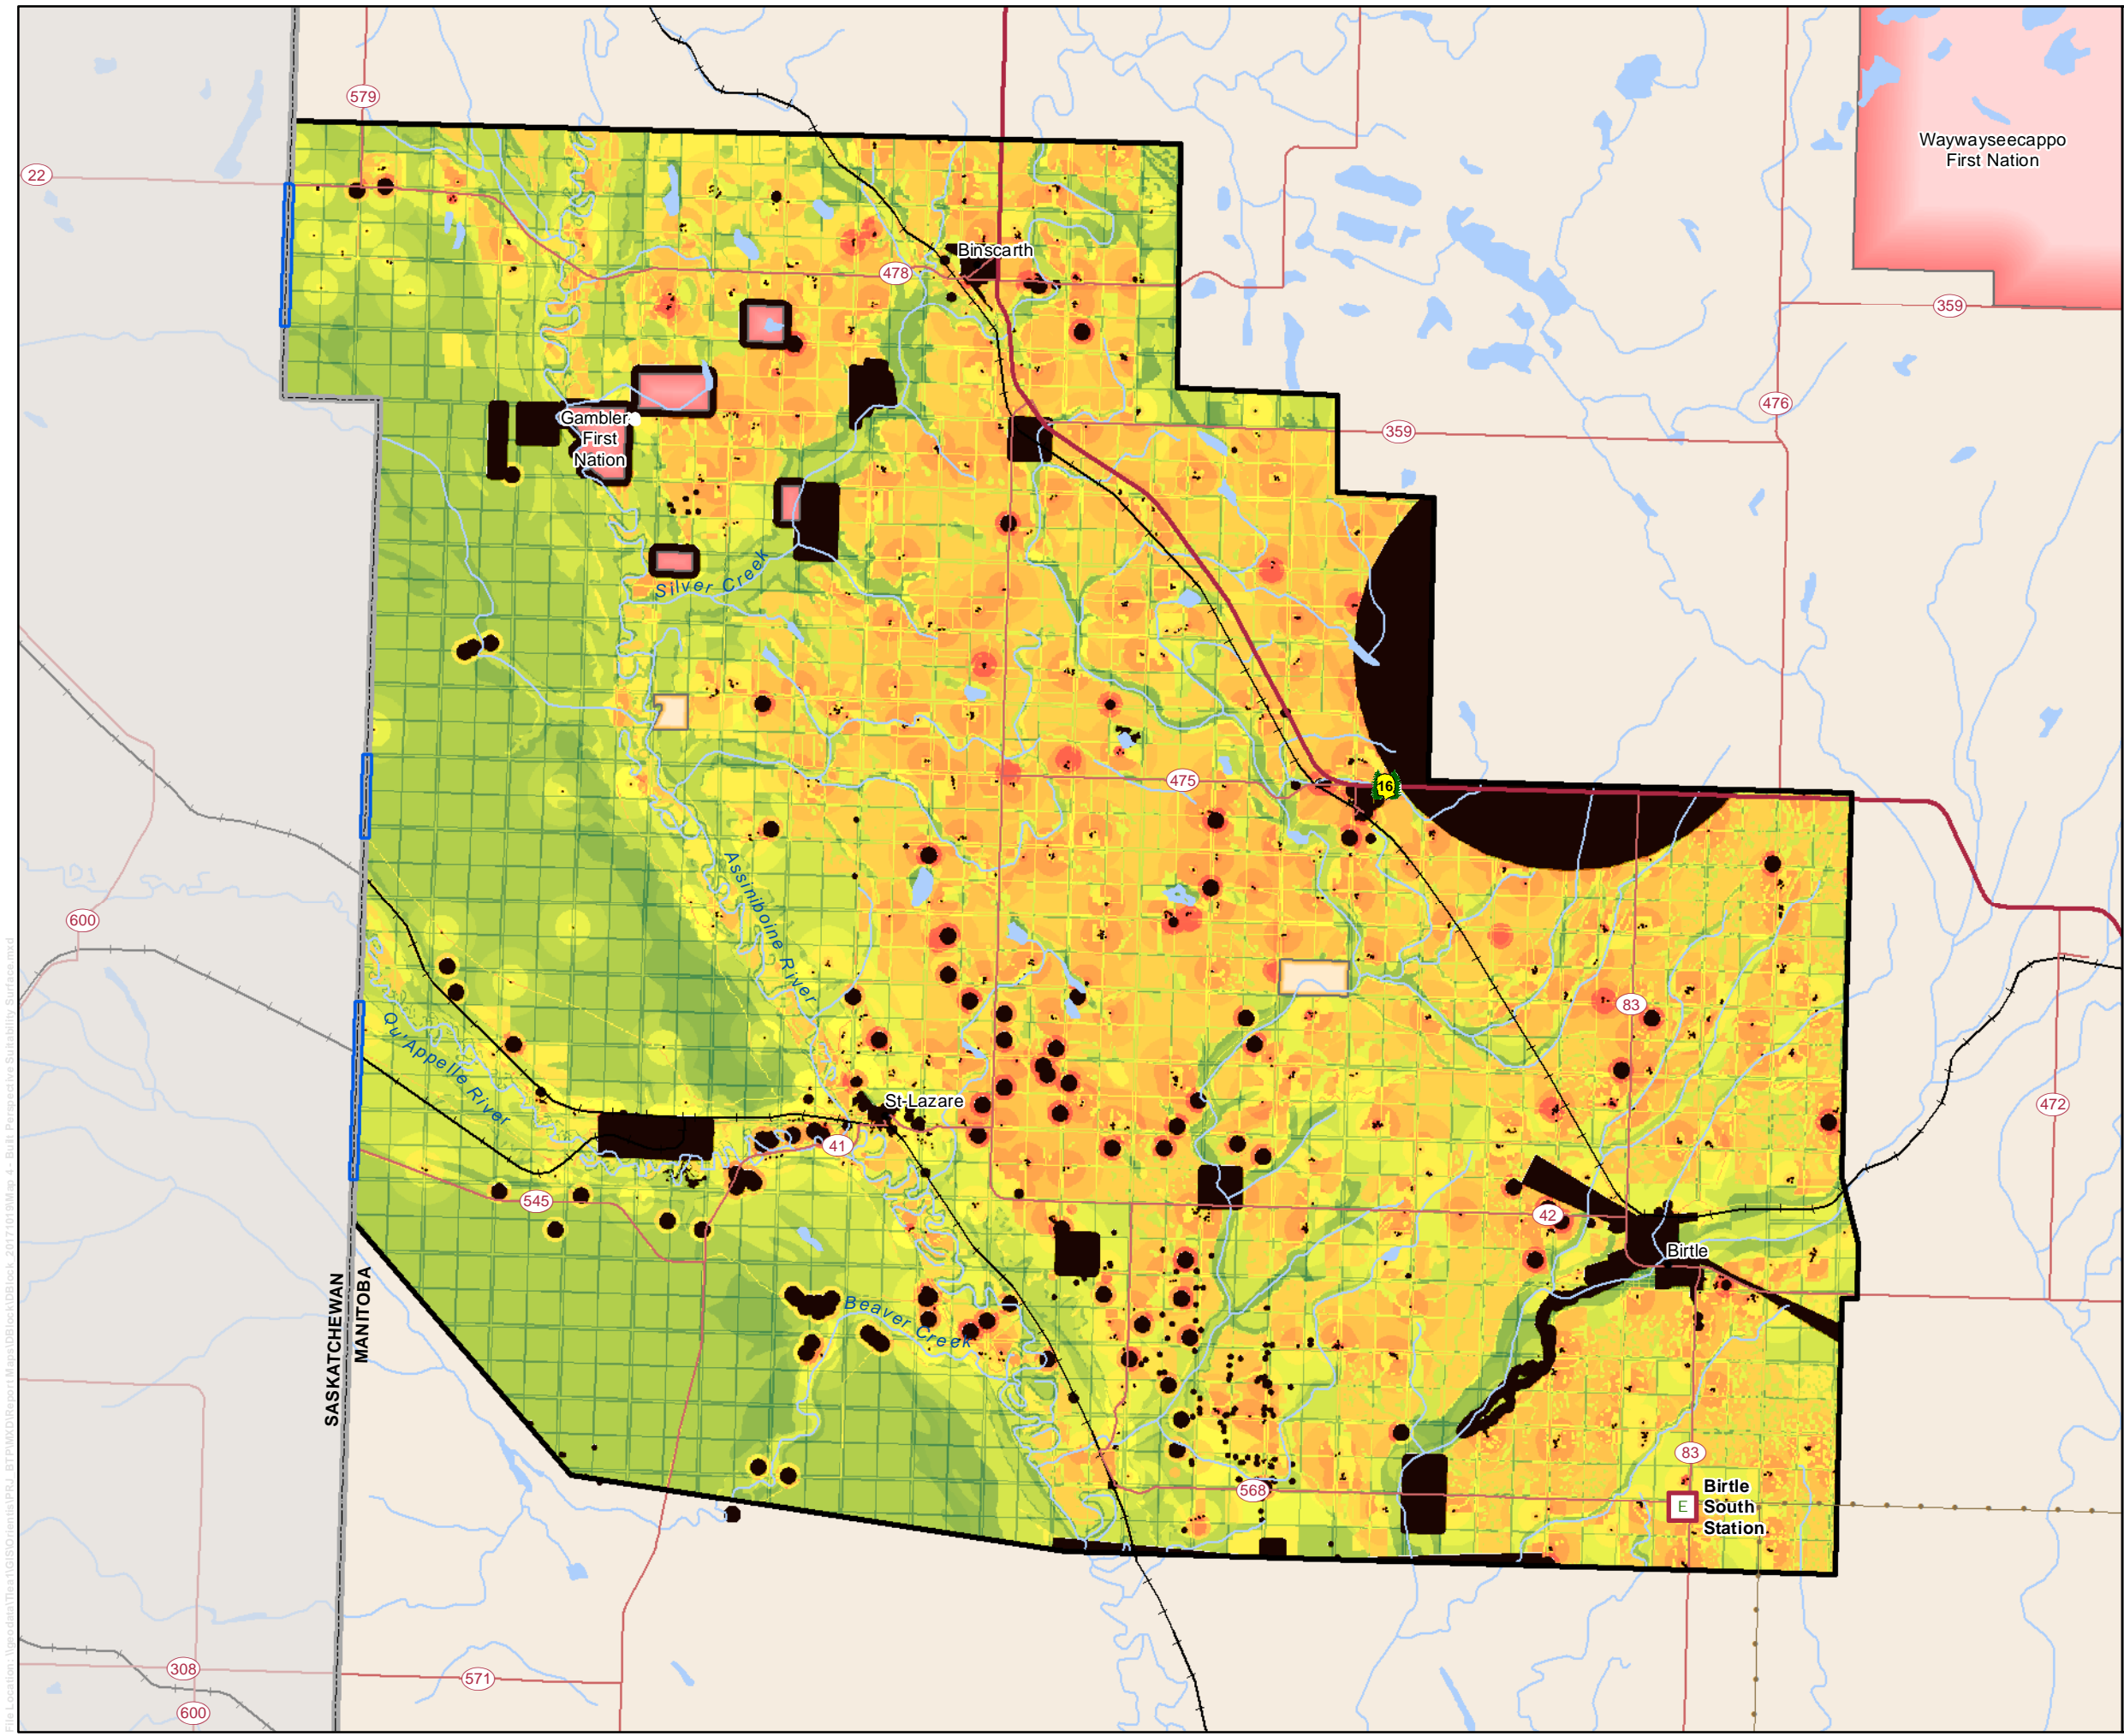 579
22
Waywayseecappo
First Nation
Binscarth
478
359
476
Gambler
First
Nation
359
Silver Creek
475
16
Assiniboine River
600
83
Qu'Appelle River
St-Lazare
472
41
545
42
Birtle
SASKATCHEWAN
MANITOBA
Beaver Creek
83
568
E
Birtle
South
Station
308
571
600